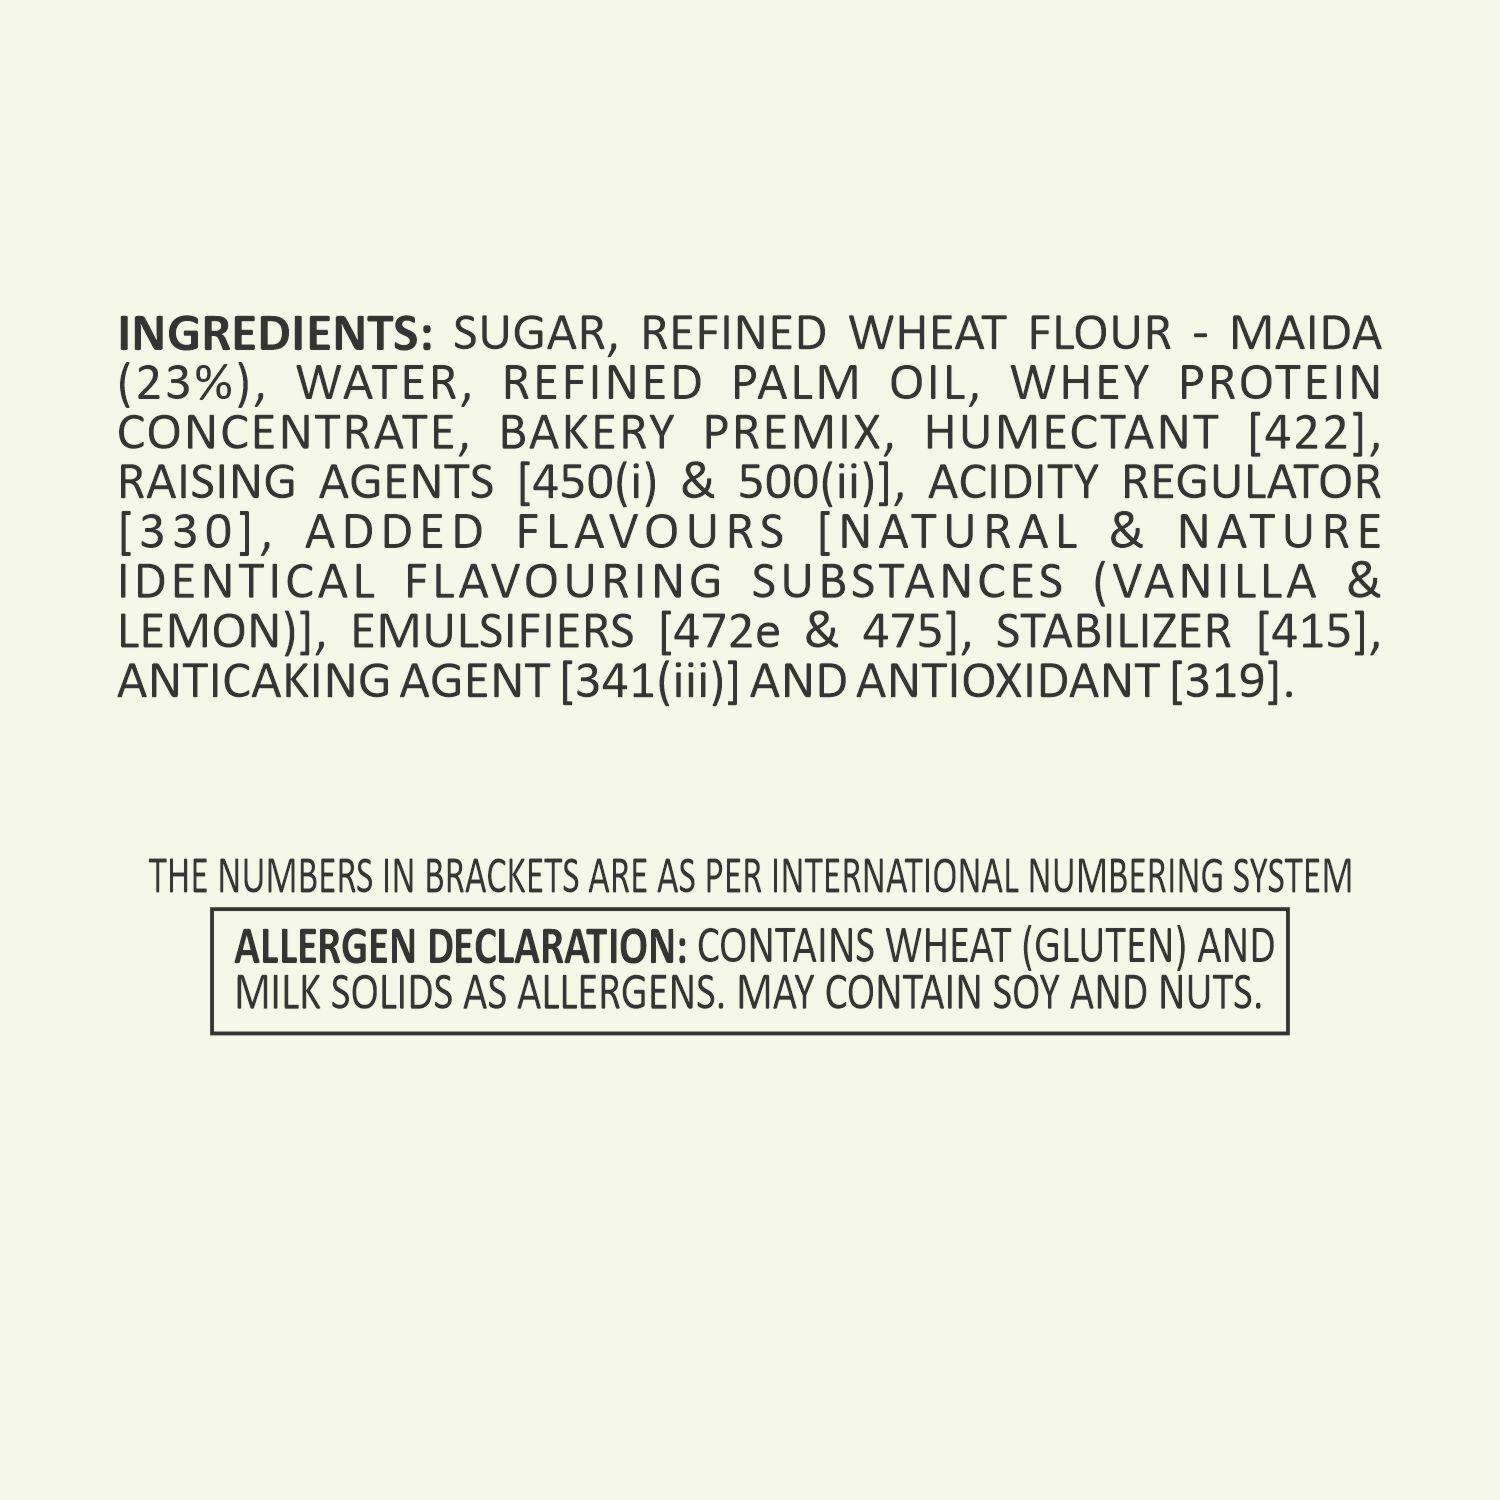 INGREDIENTS: SUGAR, REFINED WHEAT FLOUR - MAIDA
(23%), WATER, REFINED PALM OIL, WHEY PROTEIN
CONCENTRATE, BAKERY PREMIX, HUMECTANT [422],
RAISING AGENTS [450(i) & 500(ii)], ACIDITY REGULATOR
[330], ADDED FLAVOURS [NATURAL & NATURE
IDENTICAL FLAVOURING SUBSTANCES (VANILLA &
LEMON)], EMULSIFIERS [472e & 475], STABILIZER [415],
ANTICAKING AGENT [341(iii)] AND ANTIOXIDANT [319].
THE NUMBERS IN BRACKETS ARE AS PER INTERNATIONAL NUMBERING SYSTEM
ALLERGEN DECLARATION: CONTAINS WHEAT (GLUTEN) AND
MILK SOLIDS AS ALLERGENS. MAY CONTAIN SOY AND NUTS.